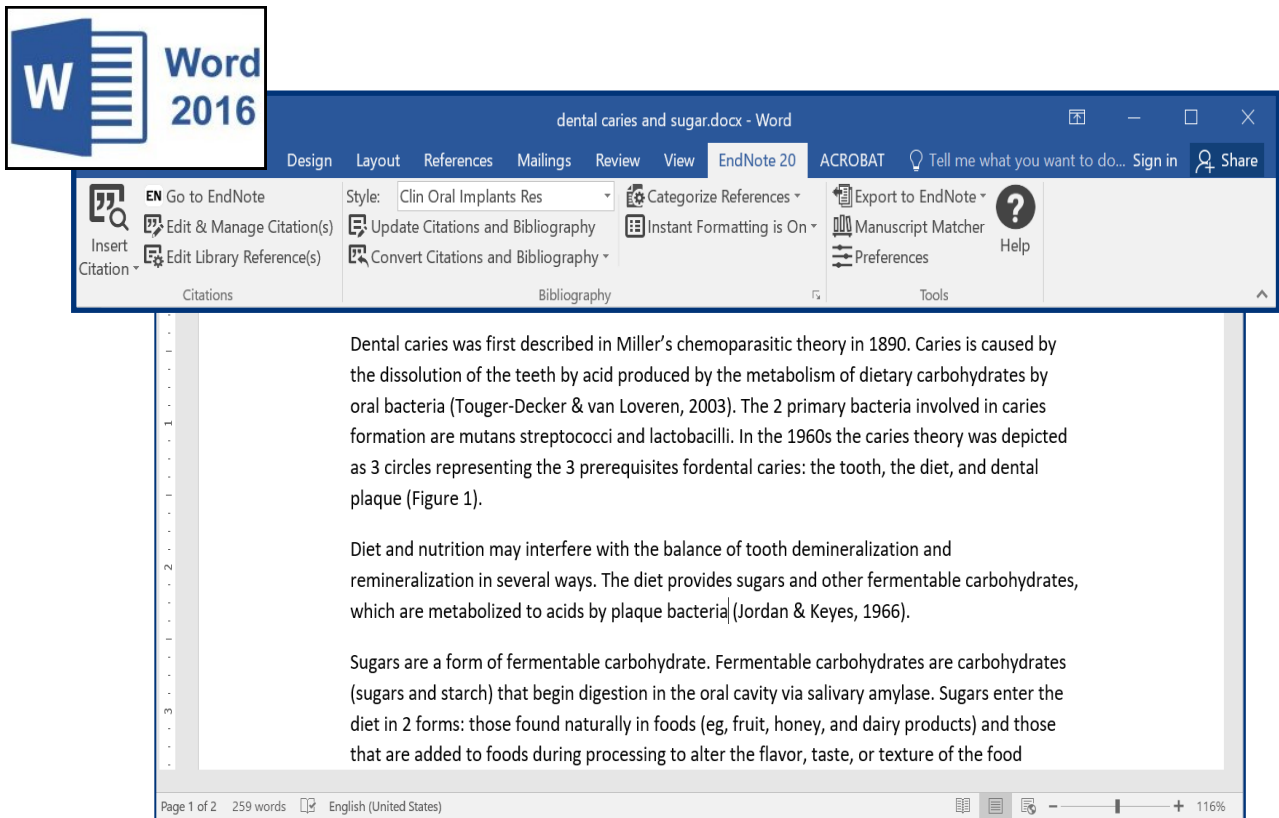 W
Word
2016
dental caries and sugar.docx - Word
Design Layout References Mailings Review View EndNote 20 ACROBAT Tell me what you want to do... Sign in Share
Insert
Citation
EN Go to EndNote
Edit & Manage Citation(s)
Edit Library Reference(s)
Citations
Style: Clin Oral Implants Res
Update Citations and Bibliography
Convert Citations and Bibliography
Categorize References
Instant Formatting is On
Bibliography
Export to EndNote
Manuscript Matcher
Preferences
?
Help
Tools
Dental caries was first described in Miller’s chemoparasitic theory in 1890. Caries is caused by
the dissolution of the teeth by acid produced by the metabolism of dietary carbohydrates by
oral bacteria (Touger-Decker & van Loveren, 2003). The 2 primary bacteria involved in caries
formation are mutans streptococci and lactobacilli. In the 1960s the caries theory was depicted
as 3 circles representing the 3 prerequisites fordental caries: the tooth, the diet, and dental
plaque (Figure 1).
Diet and nutrition may interfere with the balance of tooth demineralization and
remineralization in several ways. The diet provides sugars and other fermentable carbohydrates,
which are metabolized to acids by plaque bacteria (Jordan & Keyes, 1966).
Sugars are a form of fermentable carbohydrate. Fermentable carbohydrates are carbohydrates
(sugars and starch) that begin digestion in the oral cavity via salivary amylase. Sugars enter the
diet in 2 forms: those found naturally in foods (eg, fruit, honey, and dairy products) and those
that are added to foods during processing to alter the flavor, taste, or texture of the food
1
2
3
Page 1 of 2 259 words English (United States) 116%